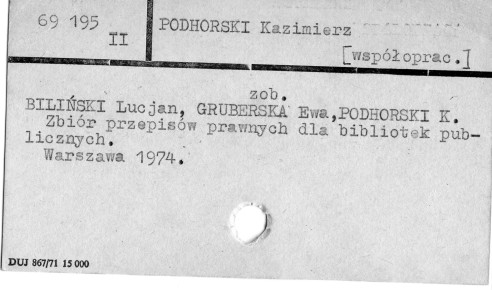 69 195
II
PODHORSKI Kazimierz
[współoprac.]
zob.
BILIŃSKI Lucjan, GRUBERSKA Ewa,PODHORSKI K.
Zbiór przepisów prawnych dla bibliotek pub-
licznych.
Warszawa 1974.
DUJ 867/71 15 000